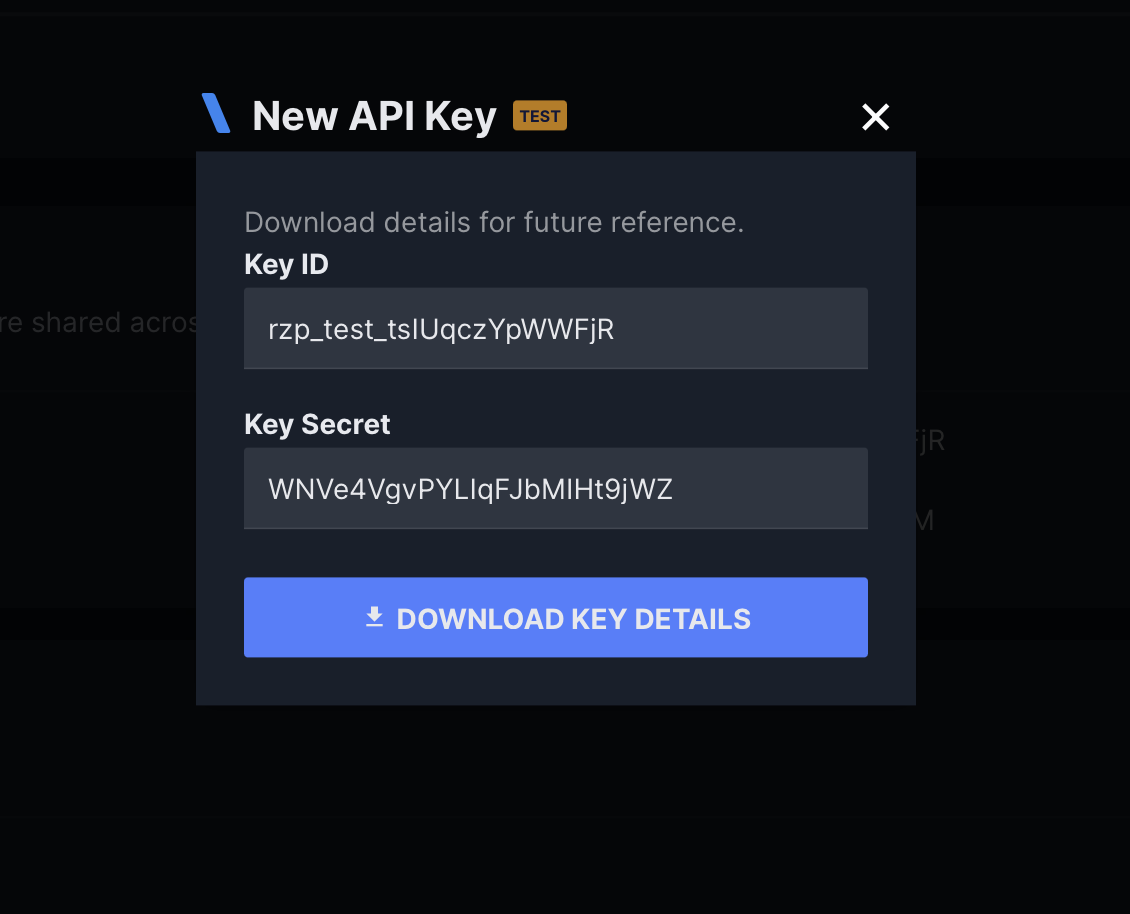 New API Key TEST
Download details for future reference.
Key ID
rzp_test_tsIUqczYpWWFjR
Key Secret
WNVe4VgvPYLIqFJbMIHt9jWZ
DOWNLOAD KEY DETAILS
re shared acros
FjR
M